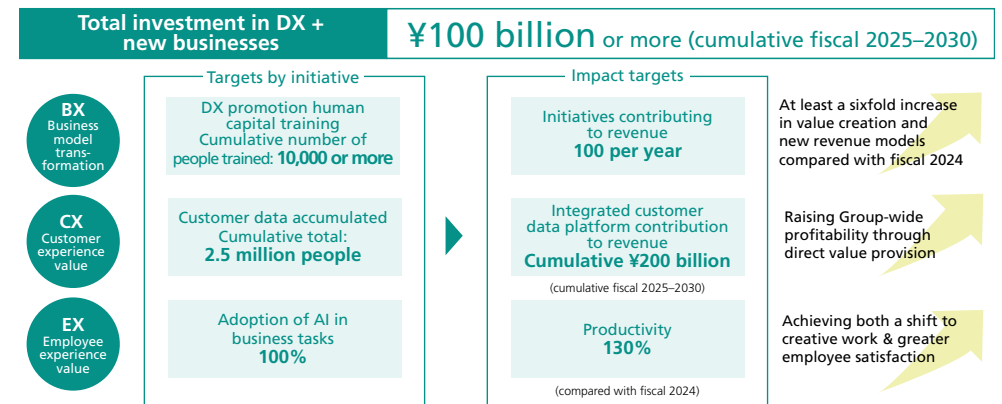 Total investment in DX +
new businesses
¥100 billion or more (cumulative fiscal 2025–2030)
Targets by initiative
Impact targets
BX
Business
model
trans-
formation
DX promotion human
capital training
Cumulative number of
people trained: 10,000 or more
Initiatives contributing
to revenue
100 per year
At least a sixfold increase
in value creation and
new revenue models
compared with fiscal 2024
CX
Customer
experience
value
Customer data accumulated
Cumulative total:
2.5 million people
Integrated customer
data platform contribution
to revenue
Cumulative ¥200 billion
(cumulative fiscal 2025–2030)
Raising Group-wide
profitability through
direct value provision
EX
Employee
experience
value
Adoption of AI in
business tasks
100%
Productivity
130%
(compared with fiscal 2024)
Achieving both a shift to
creative work & greater
employee satisfaction